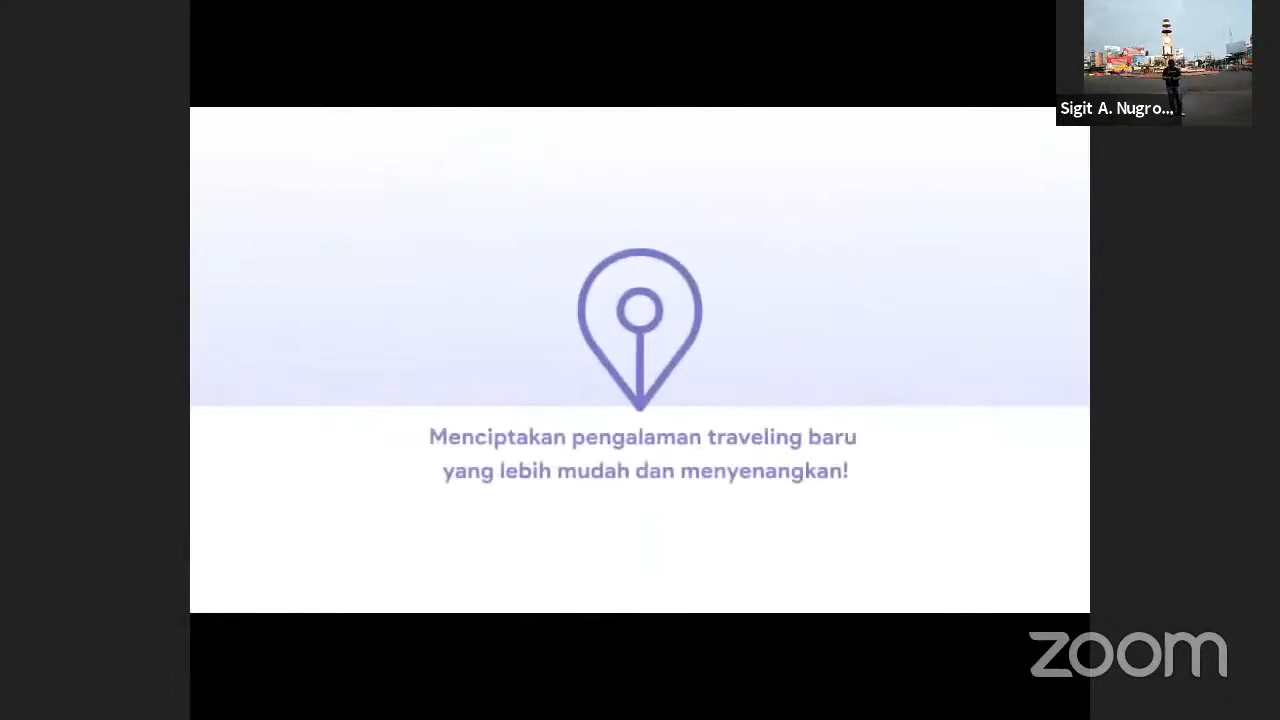 Sigit A. Nugro...
Menciptakan pengalaman traveling baru
yang lebih mudah dan menyenangkan!
zoom